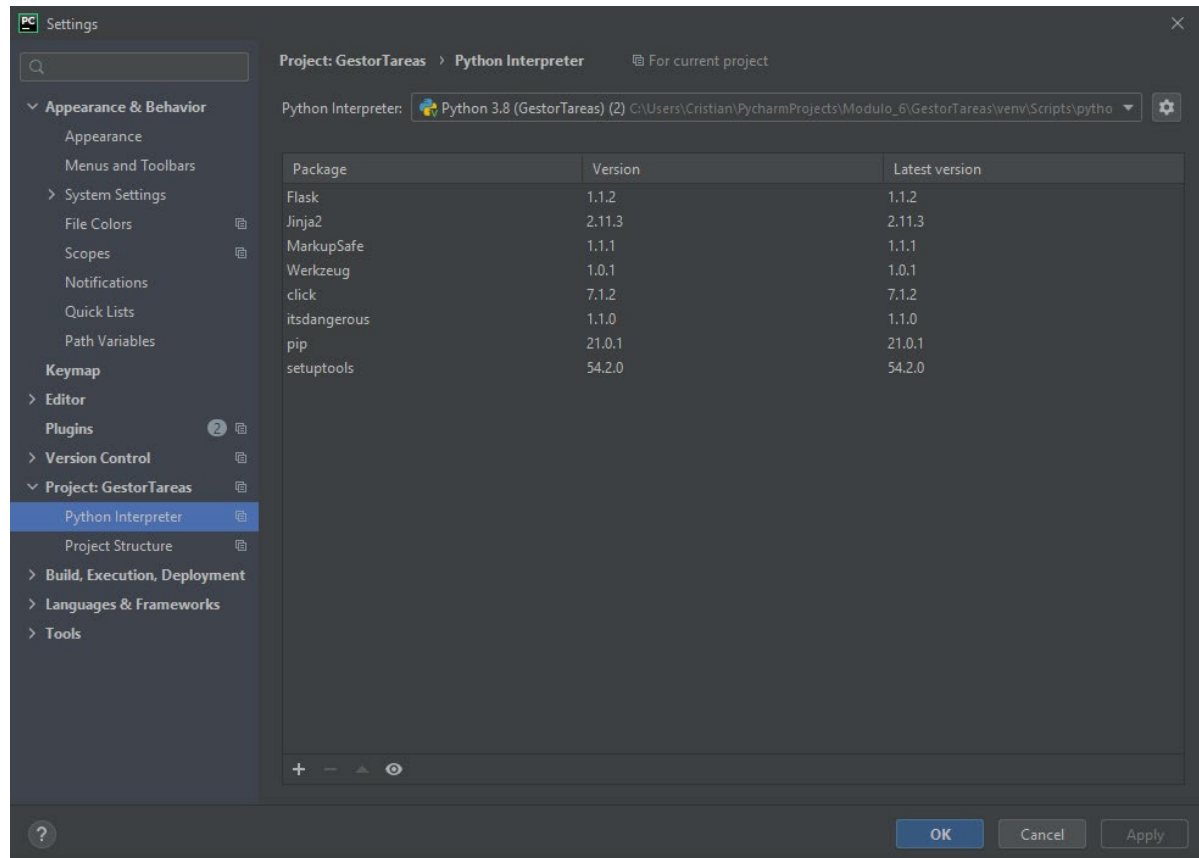 PC Settings
Appearance & Behavior
Appearance
Menus and Toolbars
System Settings
File Colors
Scopes
Notifications
Quick Lists
Path Variables
Keymap
Editor
Plugins 2
Version Control
Project: GestorTareas
Python Interpreter
Project Structure
Build, Execution, Deployment
Languages & Frameworks
Tools
?
Project: GestorTareas > Python Interpreter For current project
Python Interpreter: Python 3.8 (GestorTareas) (2) C:\Users\Cristian\PycharmProjects\Modulo_6\GestorTareas\venv\Scripts\pytho
Package Version Latest version
Flask 1.1.2 1.1.2
Jinja2 2.11.3 2.11.3
MarkupSafe 1.1.1 1.1.1
Werkzeug 1.0.1 1.0.1
click 7.1.2 7.1.2
itsdangerous 1.1.0 1.1.0
pip 21.0.1 21.0.1
setuptools 54.2.0 54.2.0
OK Cancel Apply